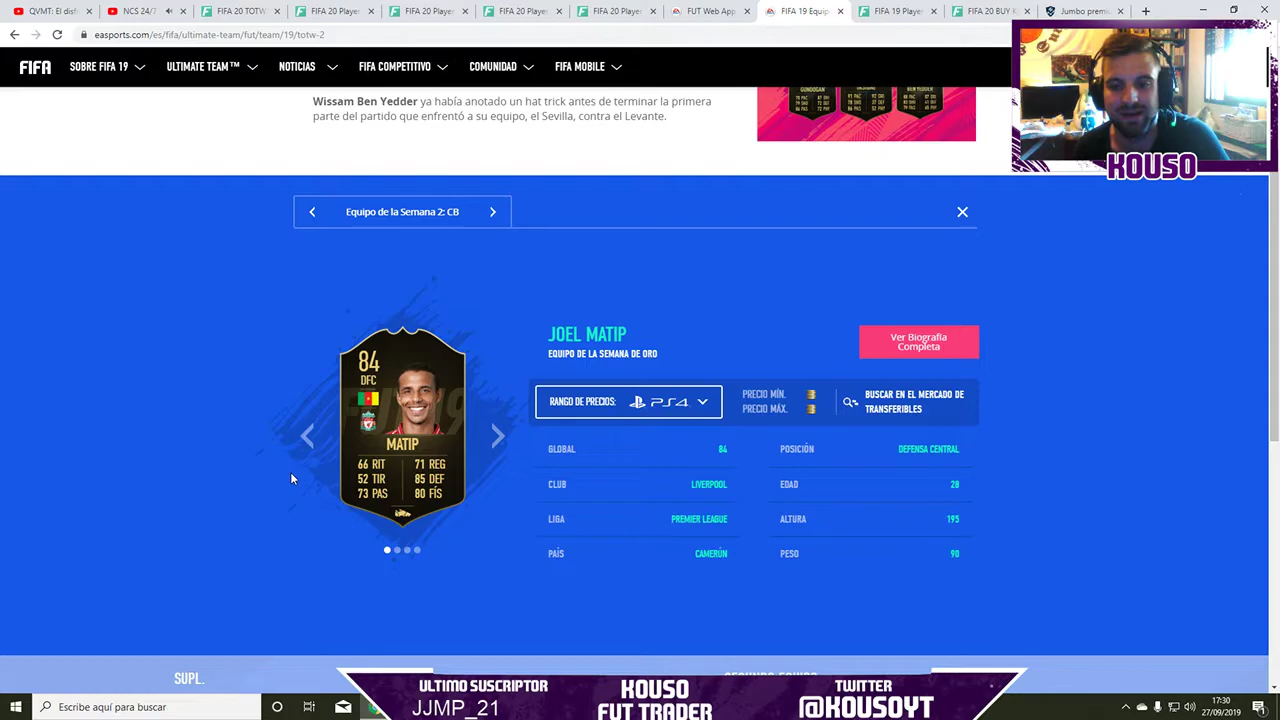 QVMT: El disf
NCS 24/7
FIFA 20 TOTW
FIFA 20 Player
FIFA 20 Player
FIFA 20 Player
FUT Web App
FIFA 19 Equip
FIFA 19 Player
FIFA 20 BUY K
Jumbo premi
easports.com/es/fifa/ultimate-team/fut/team/19/totw-2
FIFA
SOBRE FIFA 19
ULTIMATE TEAM™
NOTICIAS
FIFA COMPETITIVO
COMUNIDAD
FIFA MOBILE
Wissam Ben Yedder ya había anotado un hat trick antes de terminar la primera
parte del partido que enfrentó a su equipo, el Sevilla, contra el Levante.
GUNDOGAN
BEN YEDDER
KOUSO
Equipo de la Semana 2: CB
84
DFC
MATIP
66 RIT 71 REG
52 TIR 85 DEF
73 PAS 80 FÍS
JOEL MATIP
EQUIPO DE LA SEMANA DE ORO
Ver Biografía
Completa
RANGO DE PRECIOS: PS4
PRECIO MÍN.
PRECIO MÁX.
BUSCAR EN EL MERCADO DE
TRANSFERIBLES
GLOBAL 84 POSICIÓN DEFENSA CENTRAL
CLUB LIVERPOOL EDAD 28
LIGA PREMIER LEAGUE ALTURA 195
PAÍS CAMERÚN PESO 90
SUPL.
ULTIMO SUSCRIPTOR
JJMP_21
KOUSO
FUT TRADER
TWITTER
@KOUSOYT
Escribe aquí para buscar
17:30
27/09/2019